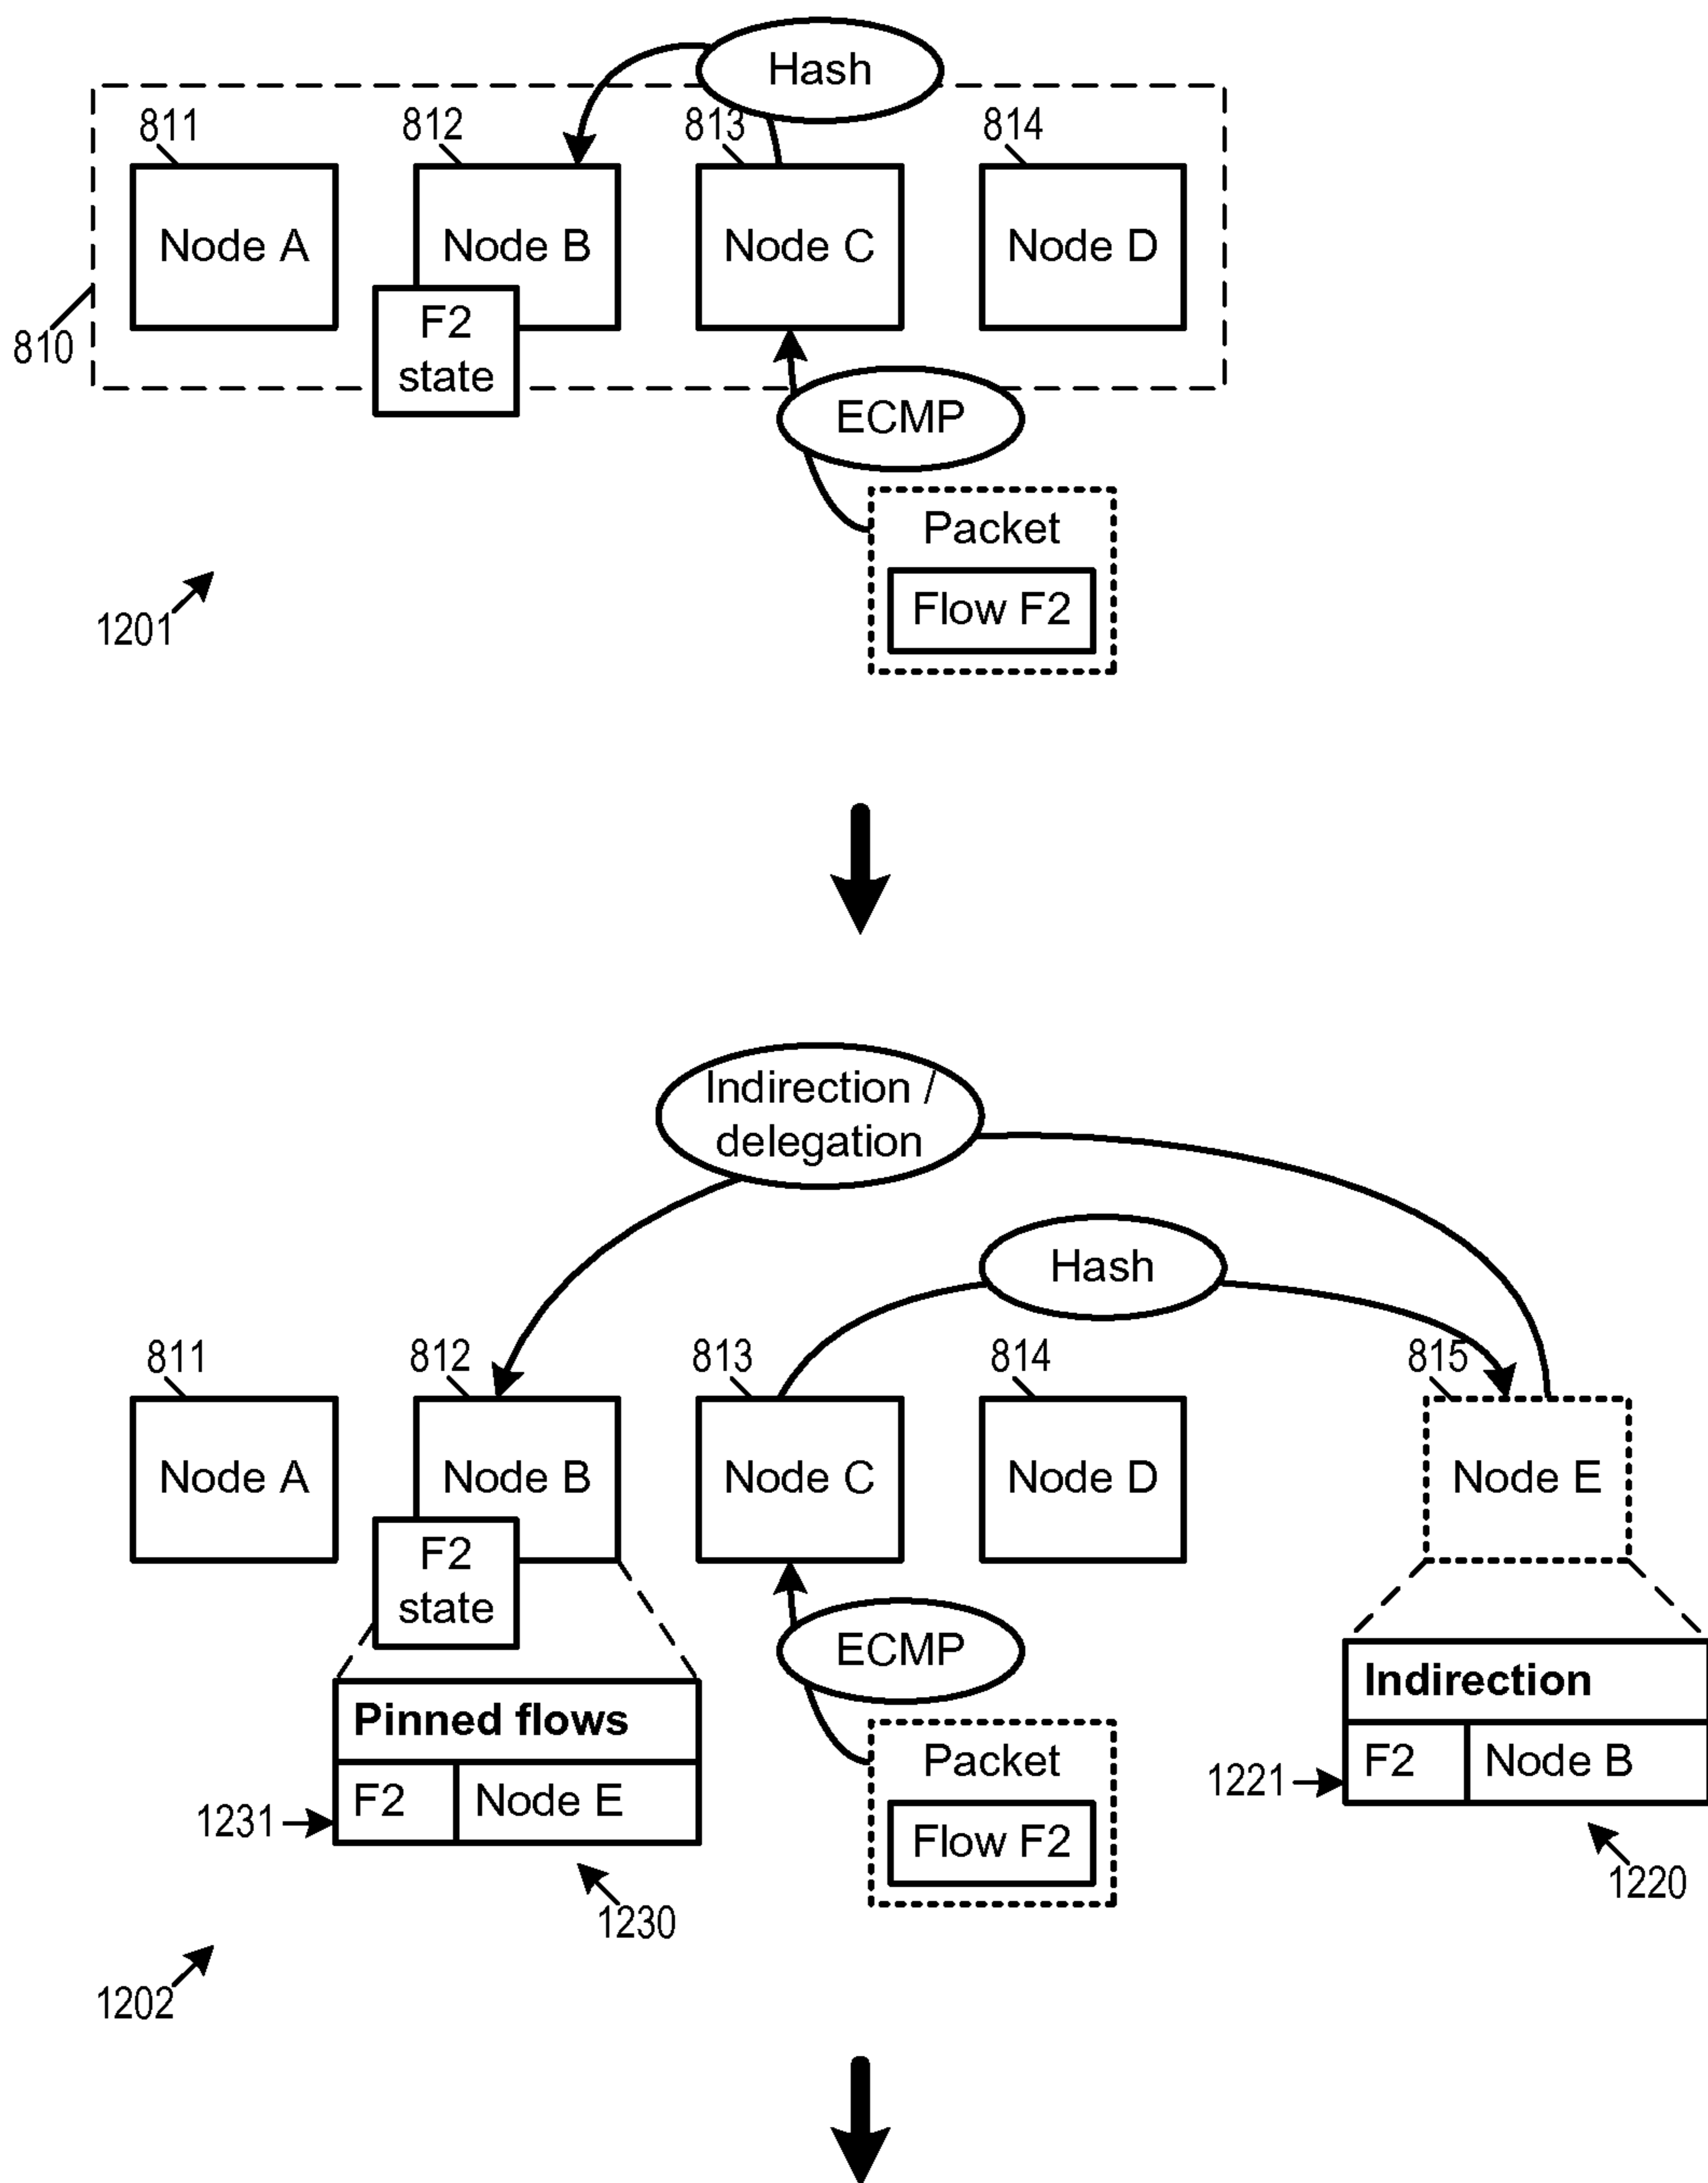 Hash
811
812
813
814
Node A
Node B
Node C
Node D
F2
state
810
ECMP
Packet
Flow F2
1201
Indirection /
delegation
Hash
811
812
813
814
815
Node A
Node B
Node C
Node D
Node E
F2
state
ECMP
Indirection
Pinned flows
Packet
F2 Node B
1221
F2 Node E
1231
Flow F2
1220
1230
1202